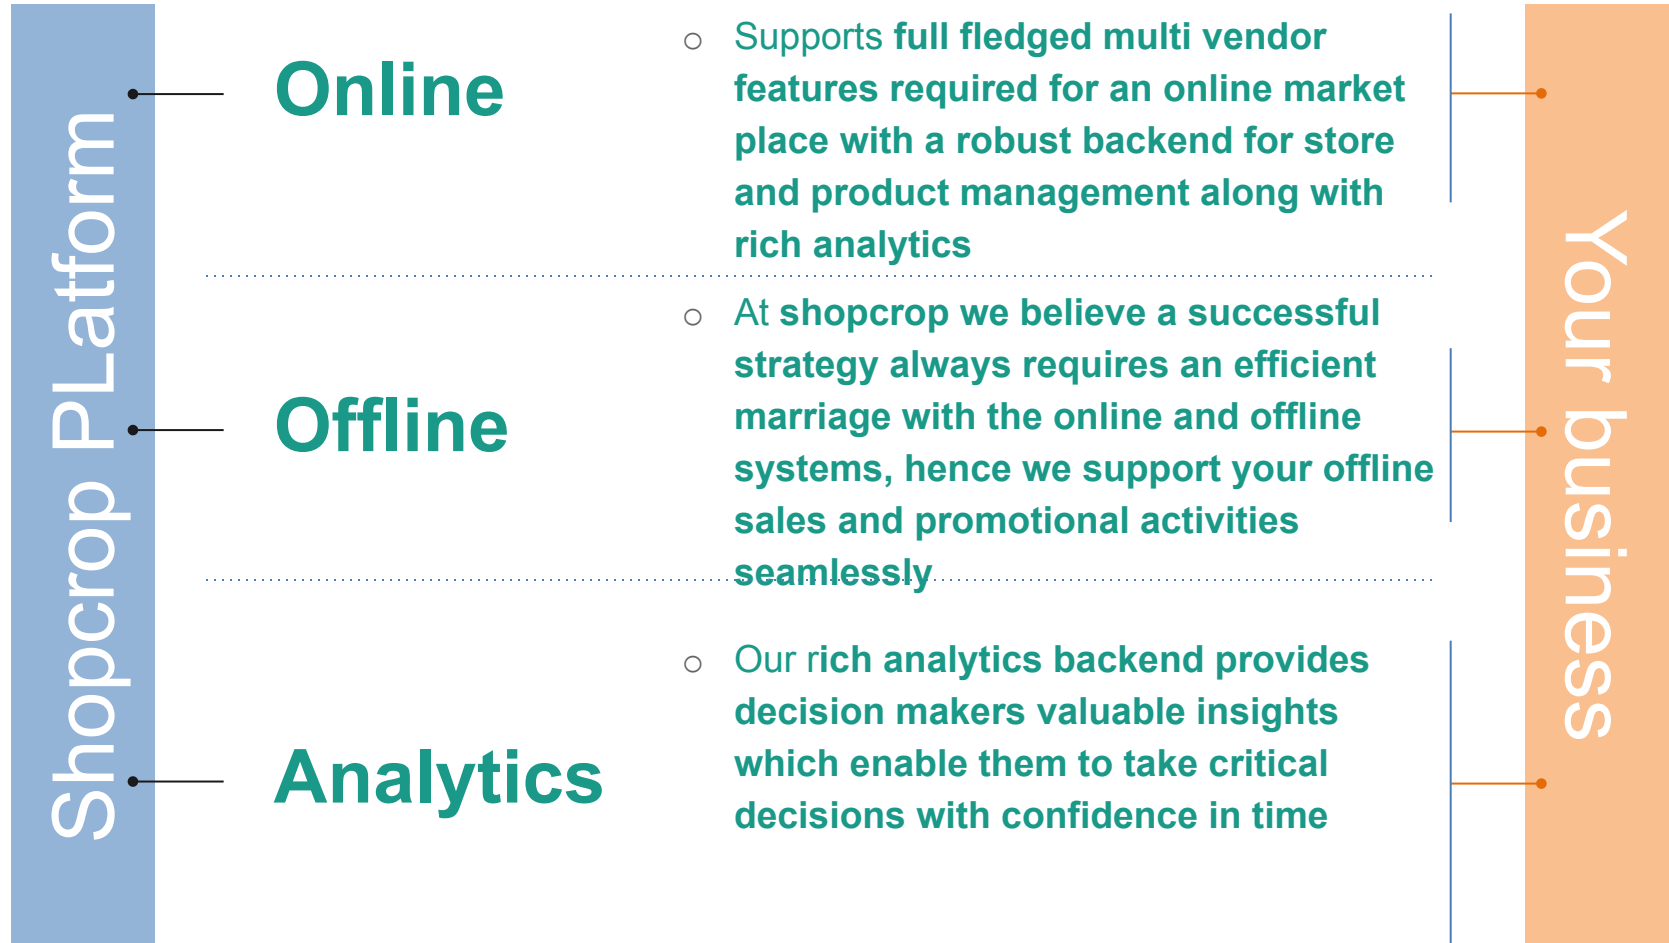 Shopcrop PLatform
Online
Supports full fledged multi vendor
features required for an online market
place with a robust backend for store
and product management along with
rich analytics
Offline
At shopcrop we believe a successful
strategy always requires an efficient
marriage with the online and offline
systems, hence we support your offline
sales and promotional activities
seamlessly
Analytics
Our rich analytics backend provides
decision makers valuable insights
which enable them to take critical
decisions with confidence in time
Your business